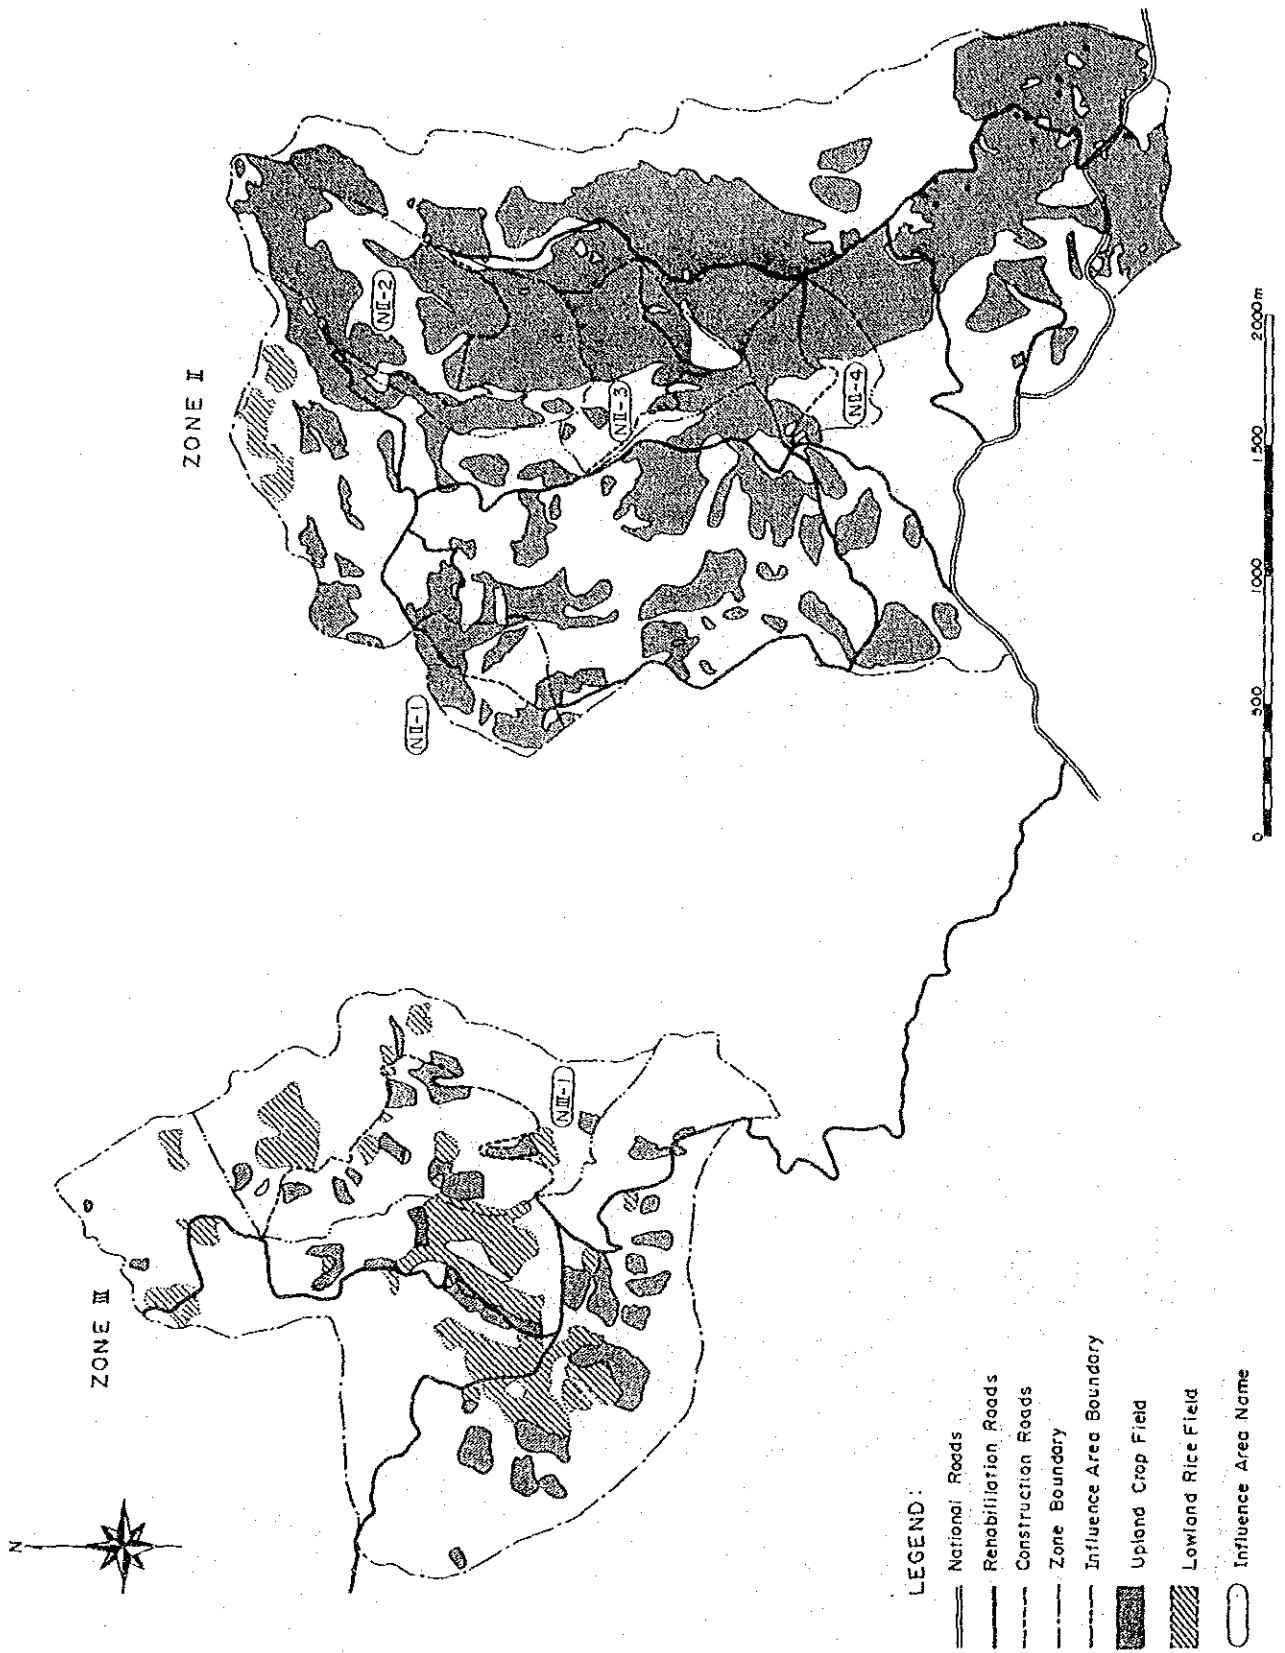 N
ZONE III
ZONE II
NII-1
NII-2
NII-3
NII-4
NIII-1
LEGEND:
National Roads
Rehabilitation Roads
Construction Roads
Zone Boundary
Influence Area Boundary
Upland Crop Field
Lowland Rice Field
Influence Area Name
0 500 1000 1500 2000m